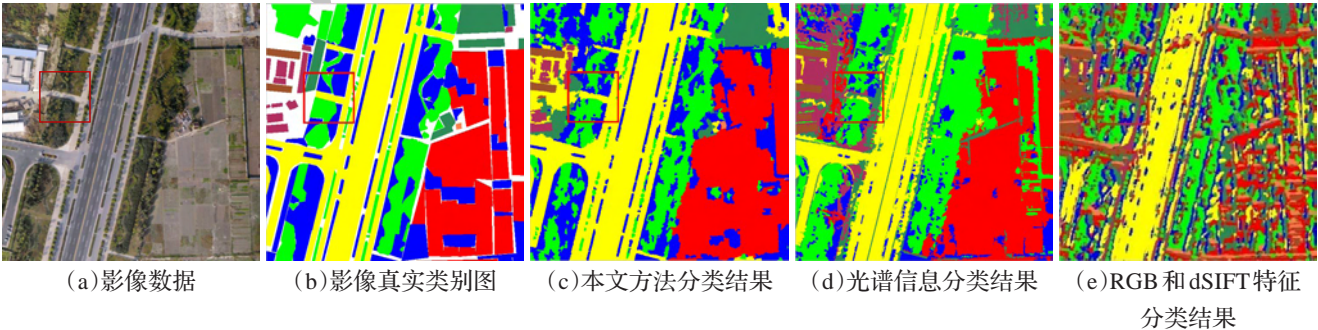 (a)影像数据
(b)影像真实类别图
(c)本文方法分类结果
(d)光谱信息分类结果
(e)RGB和dSIFT特征
分类结果